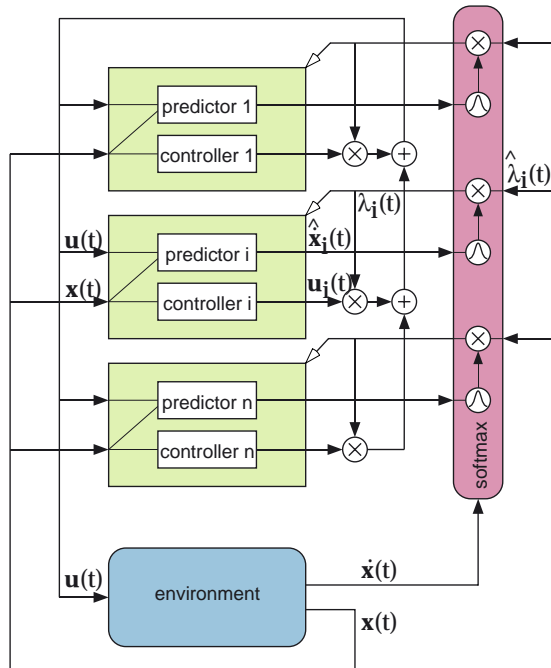 predictor 1
controller 1
λ̂ᵢ(t)
λᵢ(t)
u(t)
predictor i
x̂̇ᵢ(t)
x(t)
controller i
uᵢ(t)
predictor n
controller n
softmax
u(t)
environment
ẋ(t)
x(t)